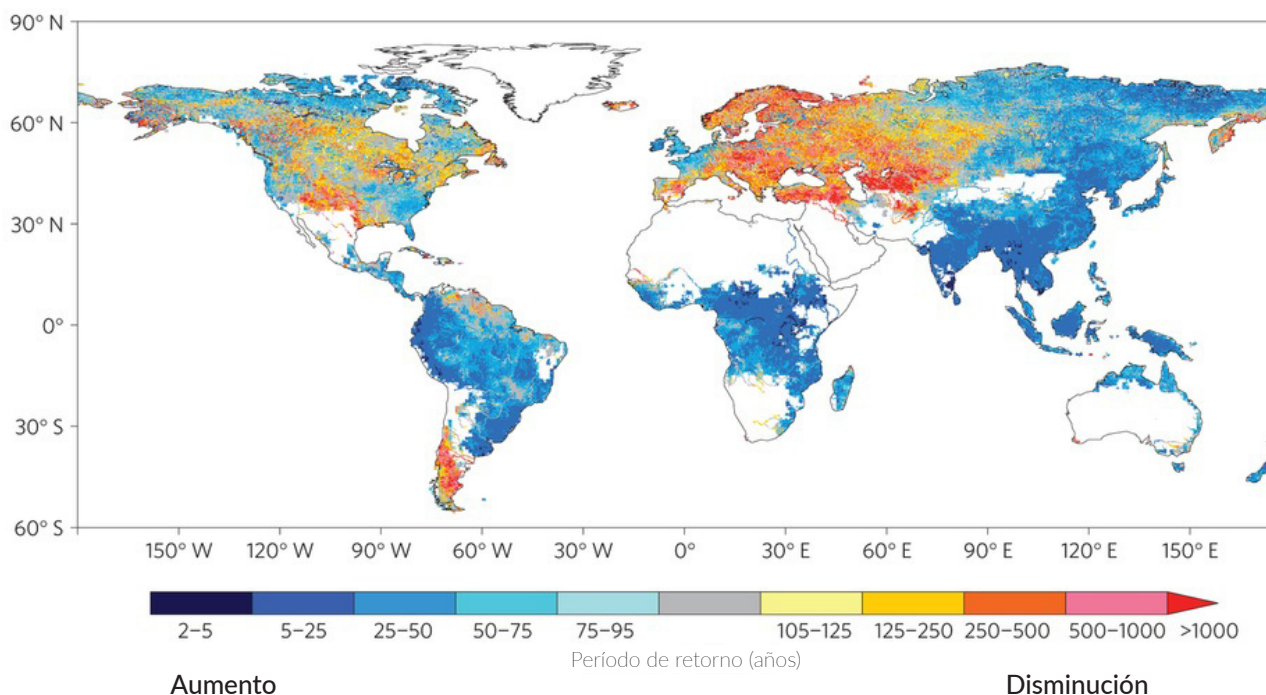 90° N
60° N
30° N
0°
30° S
60° S
150° W 120° W 90° W 60° W 30° W 0° 30° E 60° E 90° E 120° E 150° E
2–5 5–25 25–50 50–75 75–95 105–125 125–250 250–500 500–1000 >1000
Período de retorno (años)
Aumento Disminución